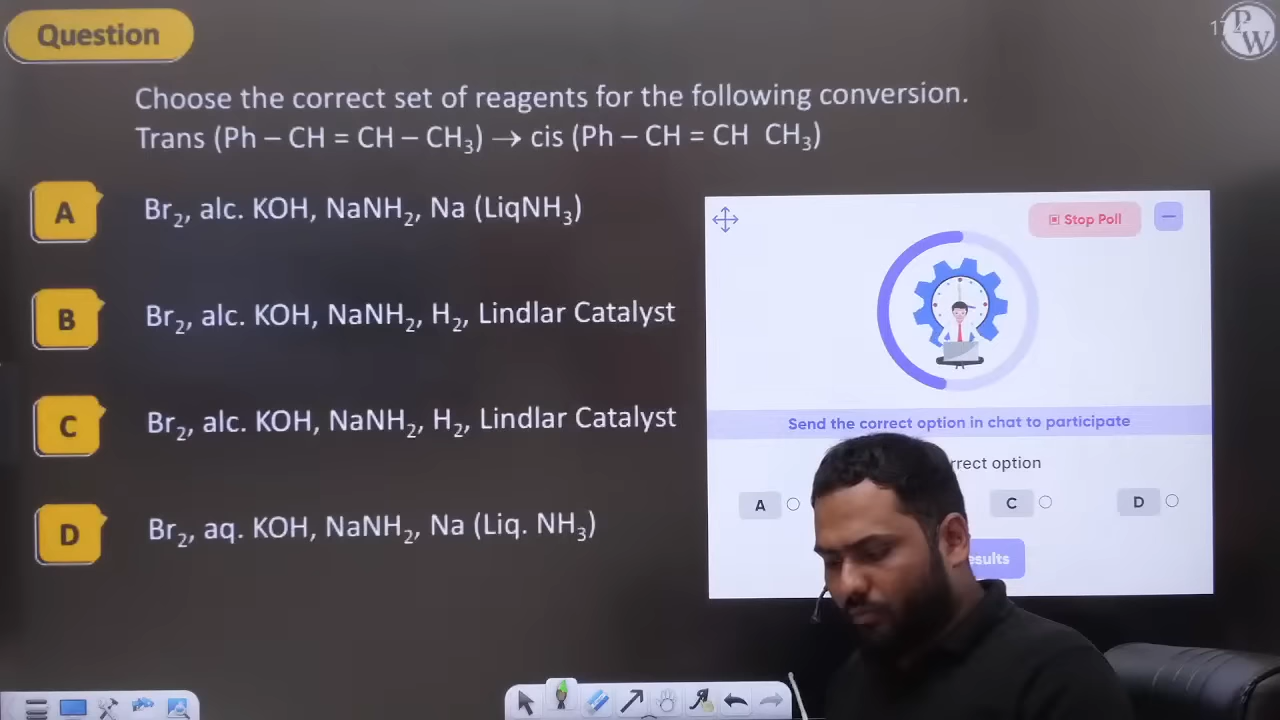 Question
Choose the correct set of reagents for the following conversion.
Trans (Ph – CH = CH – CH₃) → cis (Ph – CH = CH CH₃)
A Br₂, alc. KOH, NaNH₂, Na (LiqNH₃)
B Br₂, alc. KOH, NaNH₂, H₂, Lindlar Catalyst
C Br₂, alc. KOH, NaNH₂, H₂, Lindlar Catalyst
D Br₂, aq. KOH, NaNH₂, Na (Liq. NH₃)
PW
Stop Poll
Send the correct option in chat to participate
option
A C D